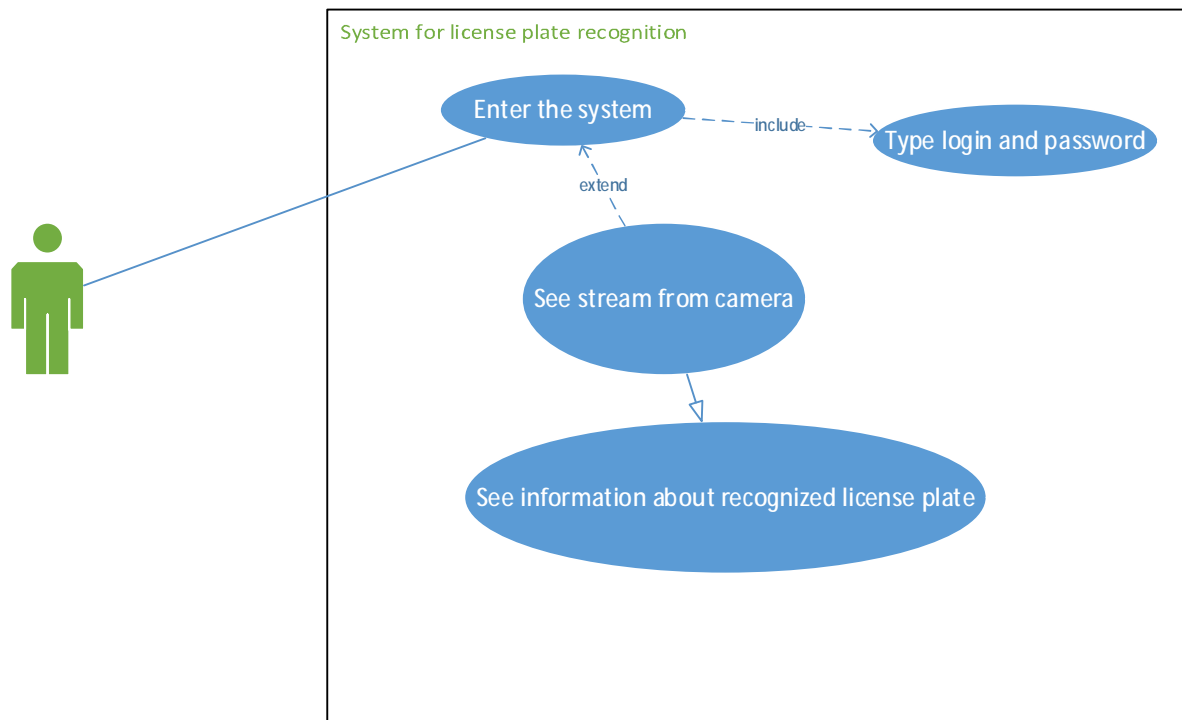 System for license plate recognition
Enter the system
include
Type login and password
extend
See stream from camera
See information about recognized license plate